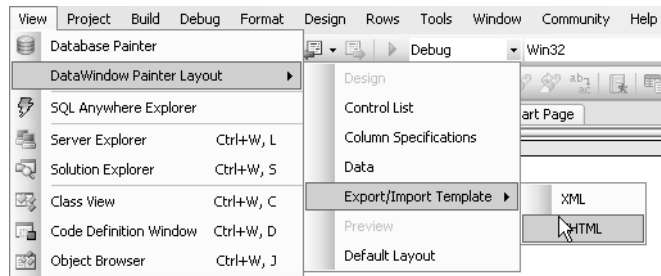 View Project Build Debug Format Design Rows Tools Window Community Help
Database Painter
Debug Win32
DataWindow Painter Layout
Design
SQL Anywhere Explorer
Control List
art Page
Server Explorer Ctrl+W, L
Column Specifications
Solution Explorer Ctrl+W, S
Data
Class View Ctrl+W, C
Export/Import Template
XML
Code Definition Window Ctrl+W, D
Preview
HTML
Object Browser Ctrl+W, J
Default Layout